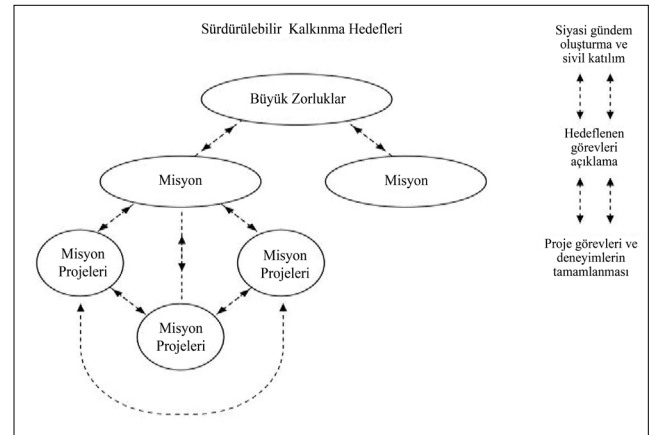 Sürdürülebilir Kalkınma Hedefleri
Büyük Zorluklar
Misyon
Misyon
Misyon
Projeleri
Misyon
Projeleri
Misyon
Projeleri
Siyasi gündem
oluşturma ve
sivil katılım
Hedeflenen
görevleri
açıklama
Proje görevleri ve
deneyimlerin
tamamlanması